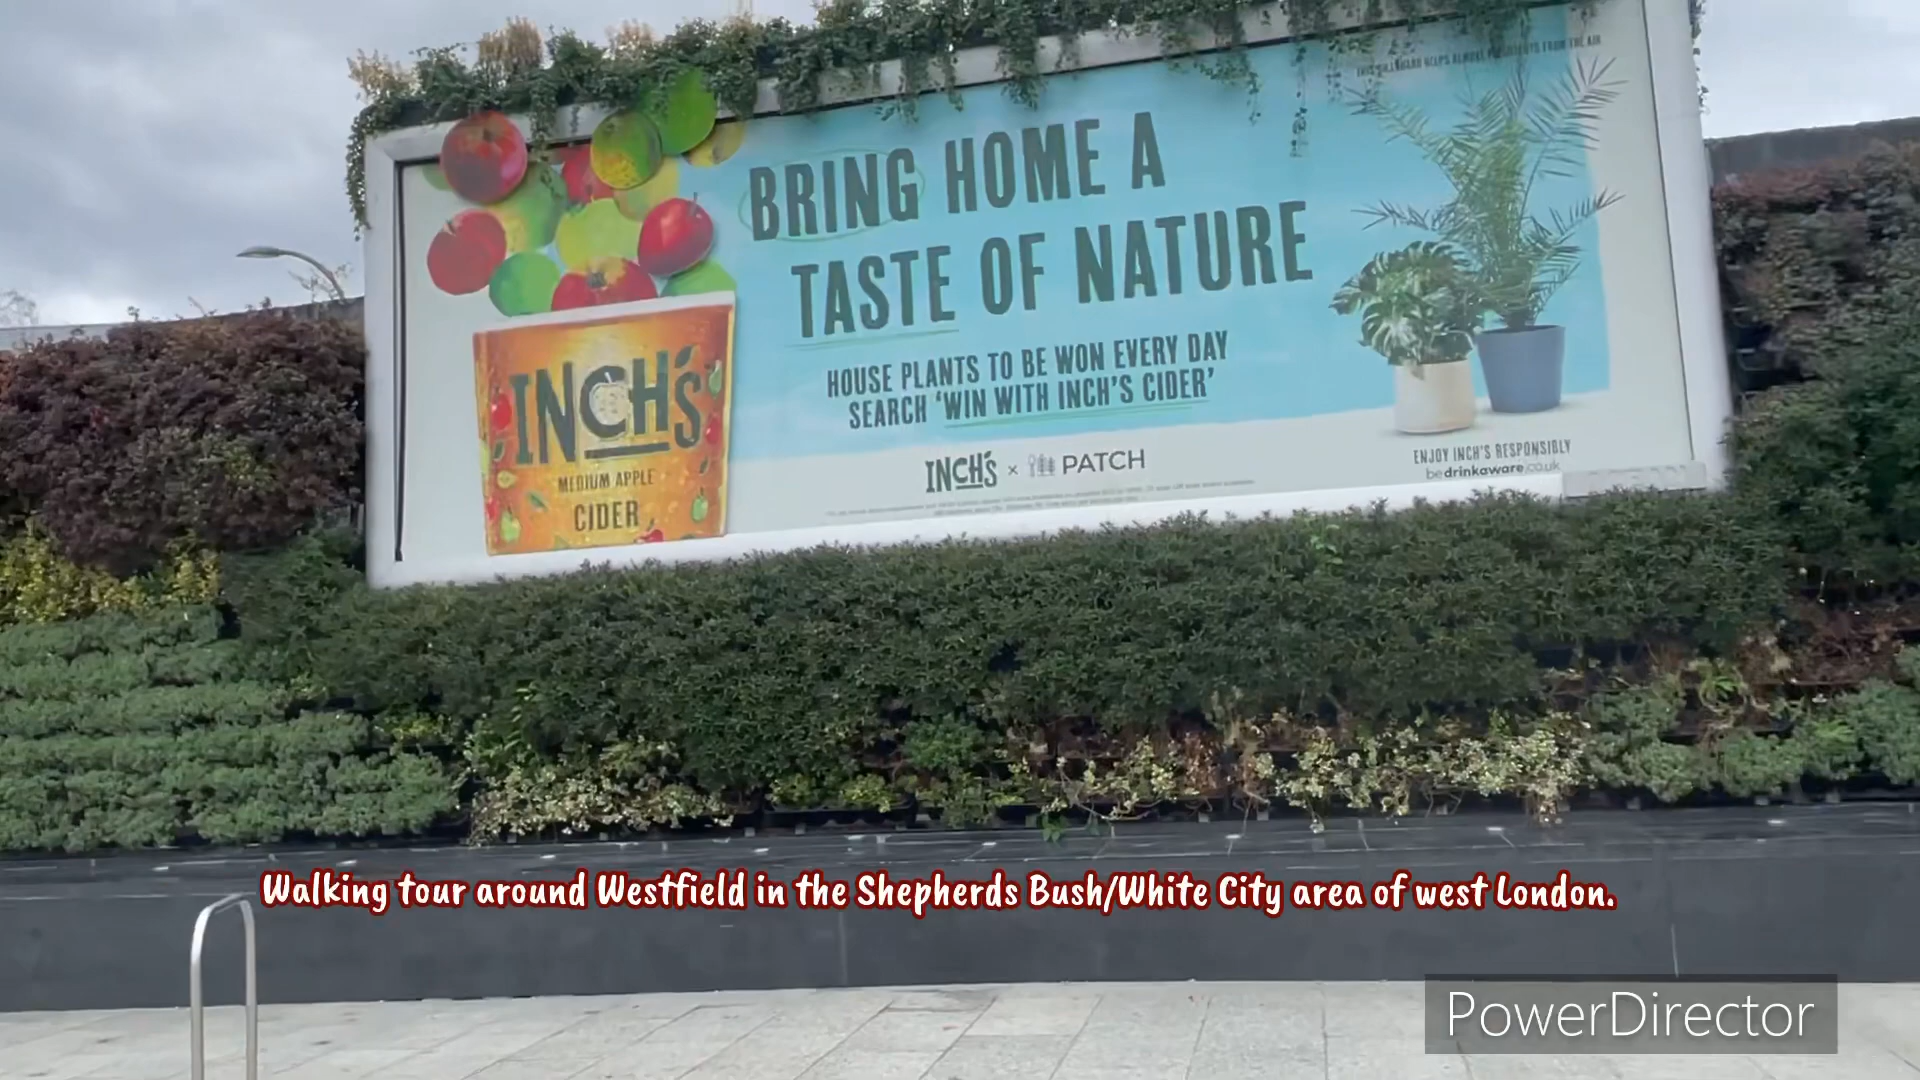 BRING HOME A
TASTE OF NATURE
HOUSE PLANTS TO BE WON EVERY DAY
SEARCH 'WIN WITH INCH'S CIDER'
INCH'S
MEDIUM APPLE
CIDER
INCH'S × PATCH
ENJOY INCH'S RESPONSIBLY
bedrinkaware.co.uk
Walking tour around Westfield in the Shepherds Bush/White City area of west London.
PowerDirector